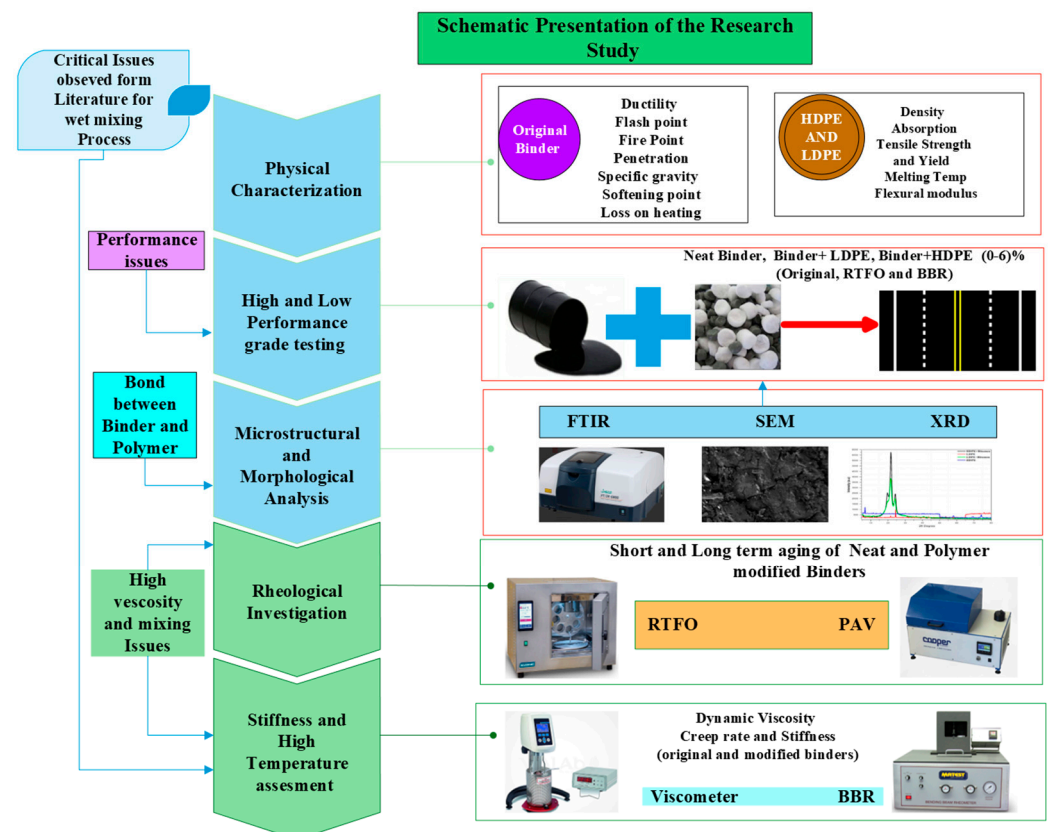 Schematic Presentation of the Research
Study
Critical Issues
obseved form
Literature for
wet mixing
Process
Physical
Characterization
Original
Binder
Ductility
Flash point
Fire Point
Penetration
Specific gravity
Softening point
Loss on heating
HDPE
AND
LDPE
Density
Absorption
Tensile Strength
and Yield
Melting Temp
Flexural modulus
Performance
issues
High and Low
Performance
grade testing
Neat Binder, Binder+ LDPE, Binder+HDPE (0-6)%
(Original, RTFO and BBR)
Bond
between
Binder and
Polymer
Microstructural
and
Morphological
Analysis
FTIR SEM XRD
High
vescosity
and mixing
Issues
Rheological
Investigation
Short and Long term aging of Neat and Polymer
modified Binders
RTFO PAV
cooper
Stiffness and
High
Temperature
assesment
Dynamic Viscosity
Creep rate and Stiffness
(original and modified binders)
Viscometer BBR
MATEST